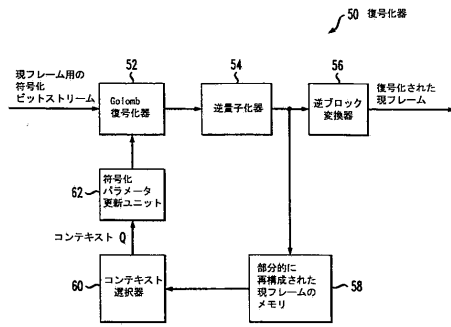 50 復号化器
現フレーム用の
符号化
ビットストリーム
52
Golomb
復号化器
54
逆量子化器
56
逆ブロック
変換器
復号化された
現フレーム
62
符号化
パラメータ
更新ユニット
コンテキスト Q
60
コンテキスト
選択器
部分的に
再構成された
現フレームの
メモリ
58